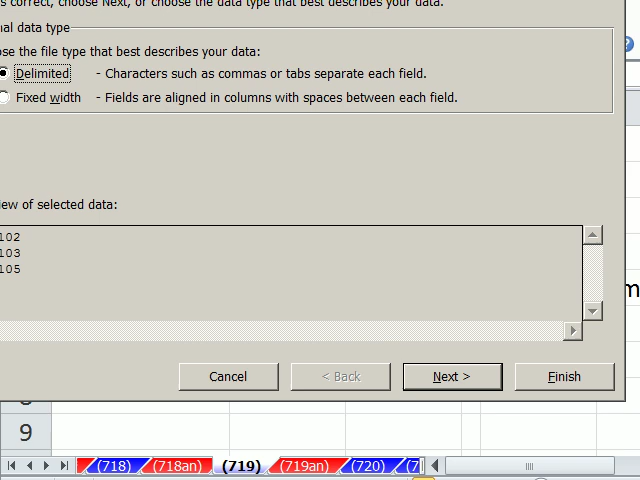 s correct, choose Next, or choose the data type that best describes your data.
nal data type
ose the file type that best describes your data:
Delimited - Characters such as commas or tabs separate each field.
Fixed width - Fields are aligned in columns with spaces between each field.
iew of selected data:
102
103
105
m
Cancel < Back Next > Finish
9
(718) (718an) (719) (719an) (720) (7